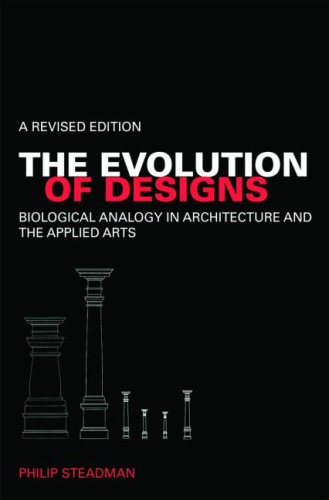 A REVISED EDITION
THE EVOLUTION
OF DESIGNS
BIOLOGICAL ANALOGY IN ARCHITECTURE AND
THE APPLIED ARTS
PHILIP STEADMAN